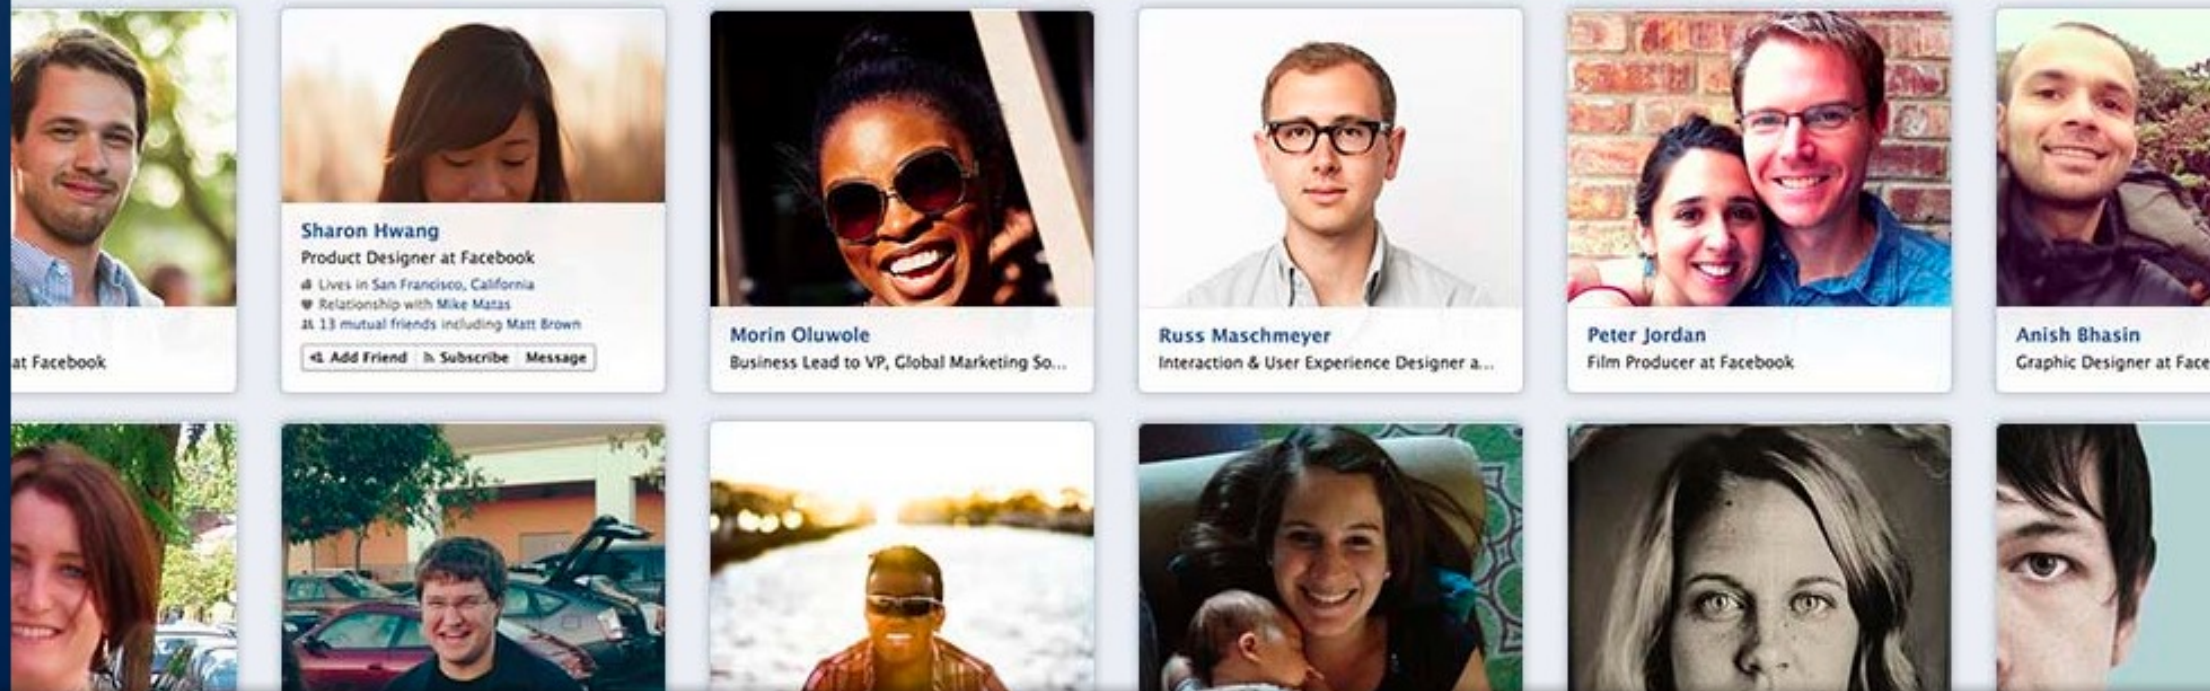 at Facebook
Sharon Hwang
Product Designer at Facebook
Lives in San Francisco, California
Relationship with Mike Matas
13 mutual friends including Matt Brown
Add Friend Subscribe Message
Morin Oluwole
Business Lead to VP, Global Marketing So...
Russ Maschmeyer
Interaction & User Experience Designer a...
Peter Jordan
Film Producer at Facebook
Anish Bhasin
Graphic Designer at Face